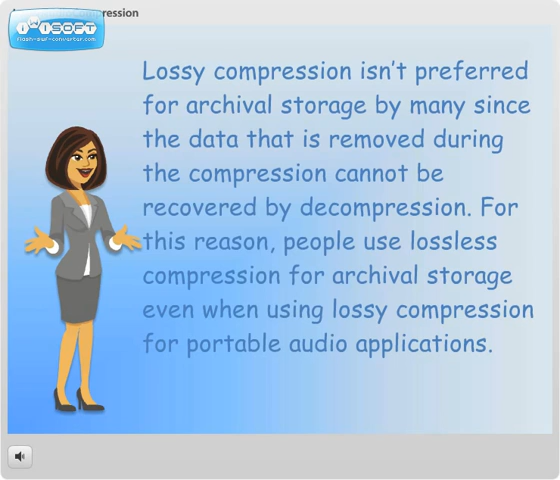 ression
iWiSOFT
flash-swf-converter.com
Lossy compression isn't preferred
for archival storage by many since
the data that is removed during
the compression cannot be
recovered by decompression. For
this reason, people use lossless
compression for archival storage
even when using lossy compression
for portable audio applications.